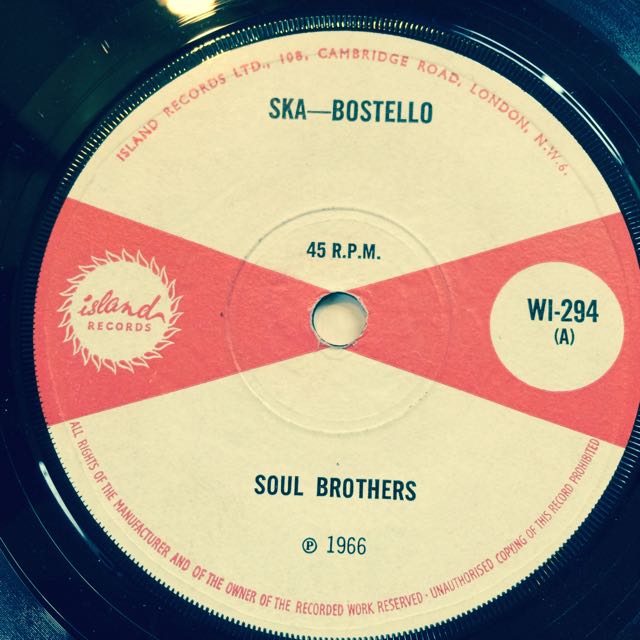 ISLAND RECORDS LTD., 108, CAMBRIDGE ROAD, LONDON, N.W.6.
SKA—BOSTELLO
45 R.P.M.
island
RECORDS
WI-294
(A)
SOUL BROTHERS
℗ 1966
ALL RIGHTS OF THE MANUFACTURER AND OF THE OWNER OF THE RECORDED WORK RESERVED · UNAUTHORISED COPYING OF THIS RECORD PROHIBITED